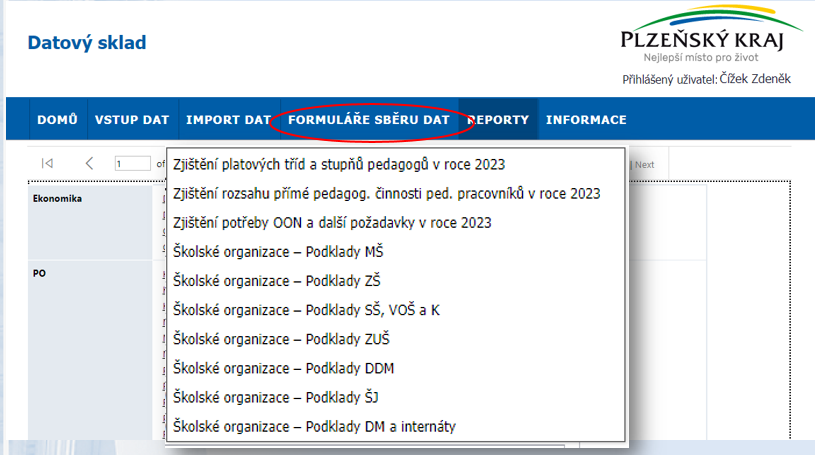 Datový sklad
PLZEŇSKÝ KRAJ
Nejlepší místo pro život
Přihlášený uživatel: Čížek Zdeněk
DOMŮ VSTUP DAT IMPORT DAT FORMULÁŘE SBĚRU DAT REPORTY INFORMACE
1 of
| Next
Zjištění platových tříd a stupňů pedagogů v roce 2023
Zjištění rozsahu přímé pedagog. činnosti ped. pracovníků v roce 2023
Zjištění potřeby OON a další požadavky v roce 2023
Školské organizace – Podklady MŠ
Školské organizace – Podklady ZŠ
Školské organizace – Podklady SŠ, VOŠ a K
Školské organizace – Podklady ZUŠ
Školské organizace – Podklady DDM
Školské organizace – Podklady ŠJ
Školské organizace – Podklady DM a internáty
Ekonomika
PO